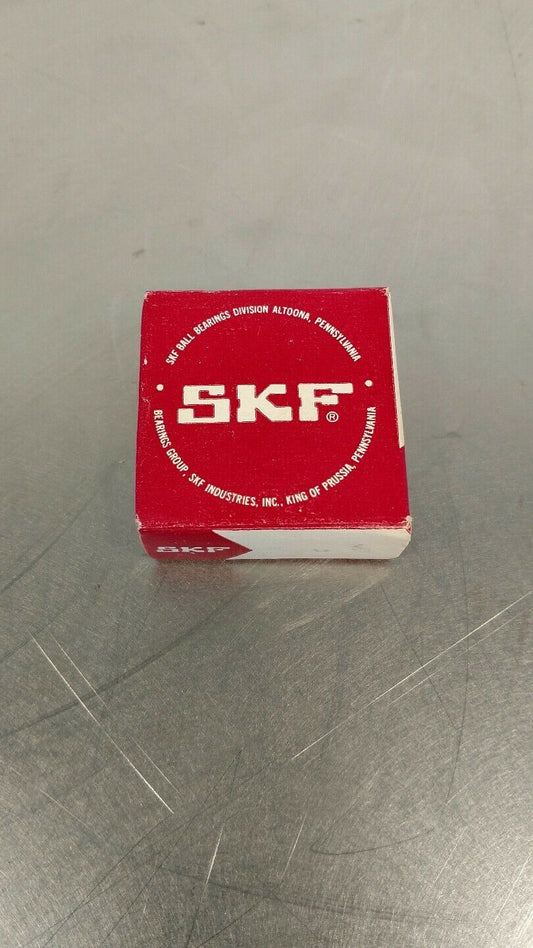 SKF BALL BEARINGS DIVISION ALTOONA, PENNSYLVANIA
SKF®
BEARINGS GROUP, SKF INDUSTRIES, INC., KING OF PRUSSIA, PENNSYLVANIA
SKF